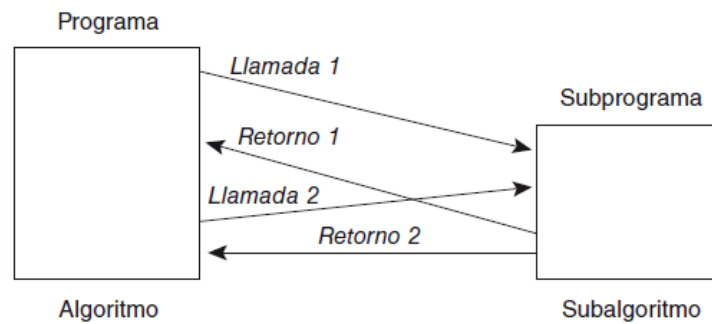 Programa
Llamada 1
Subprograma
Retorno 1
Llamada 2
Retorno 2
Algoritmo
Subalgoritmo